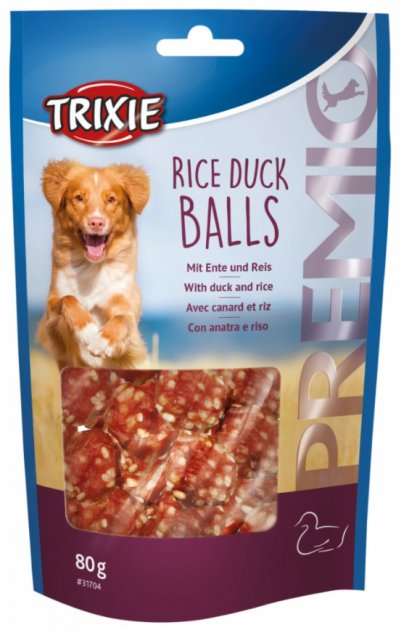 TRIXIE
RICE DUCK
BALLS
Mit Ente und Reis
With duck and rice
Avec canard et riz
Con anatra e riso
PREMIO
80g
#31704